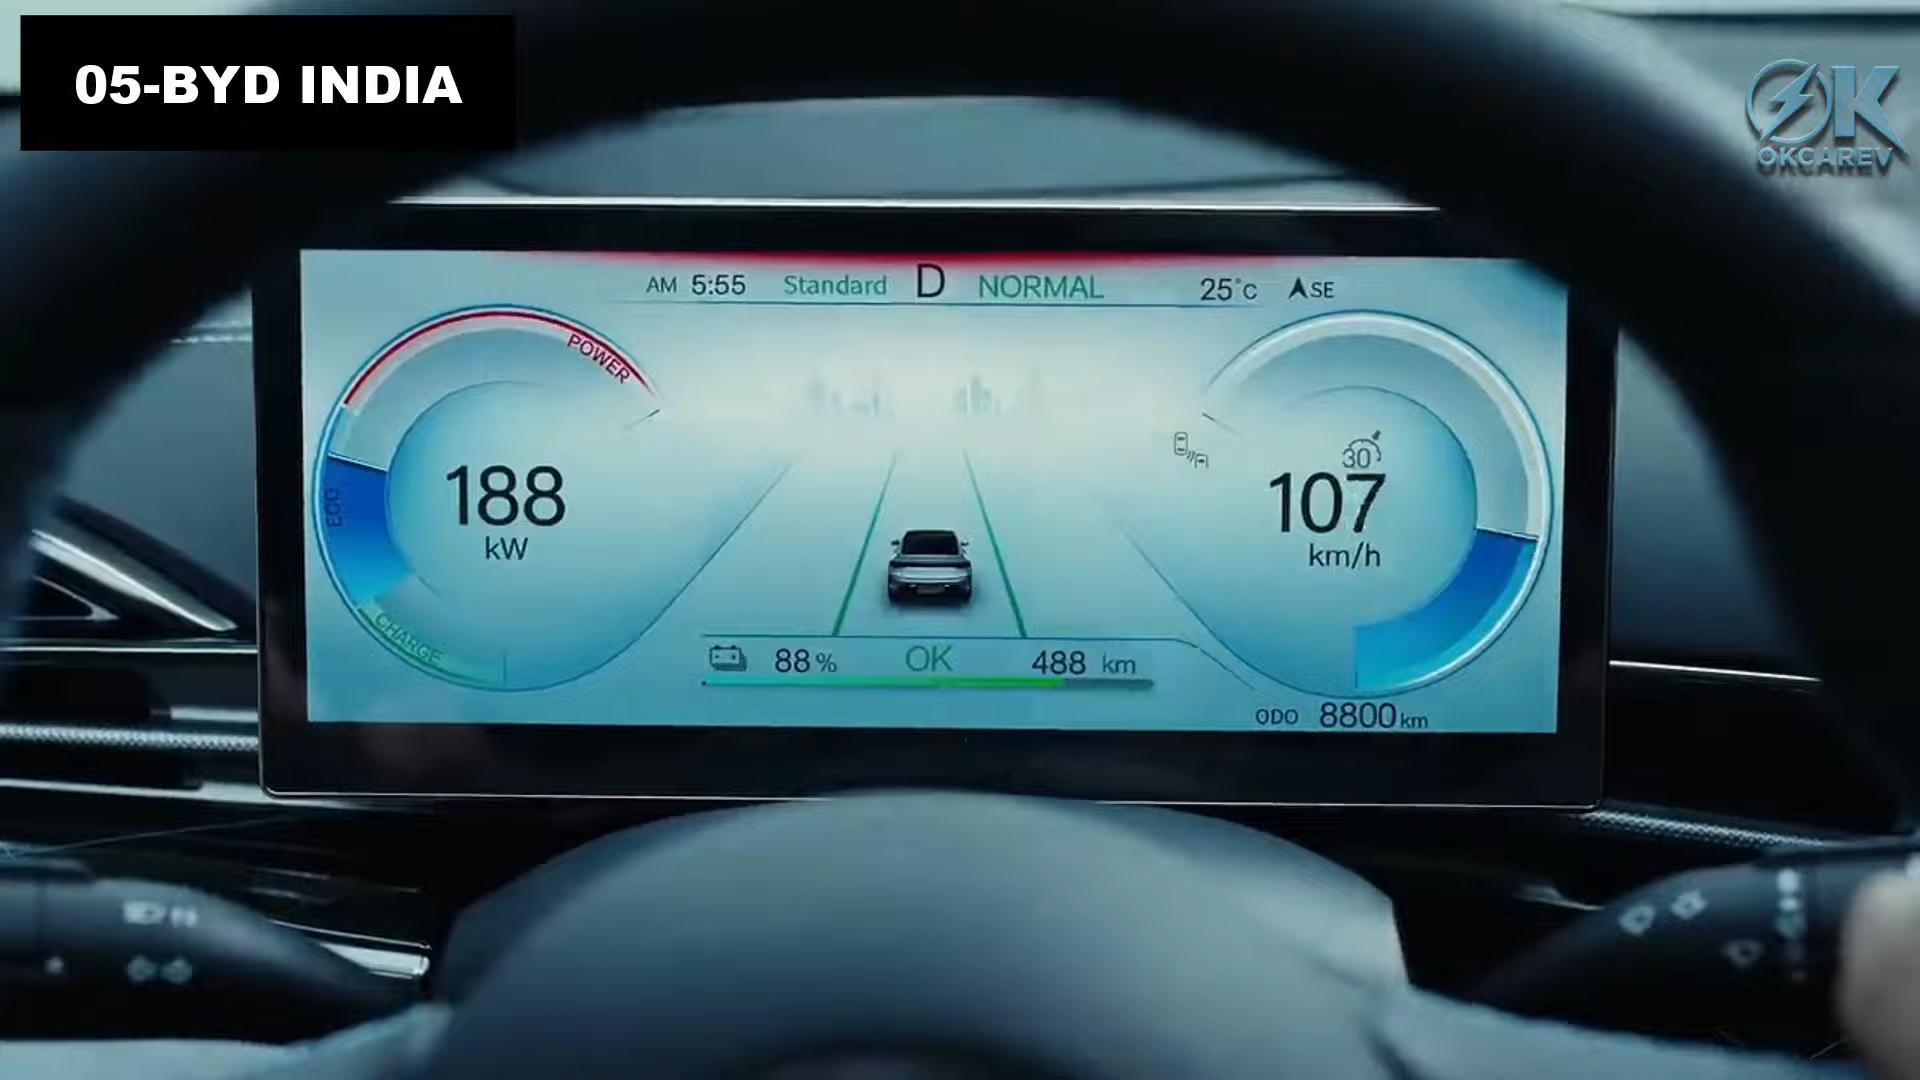 05-BYD INDIA
OK
OKCAREV
AM 5:55 Standard D NORMAL 25°C SE
POWER
ECO
CHARGE
188
kW
30
107
km/h
88 % OK 488 km
ODO 8800 km